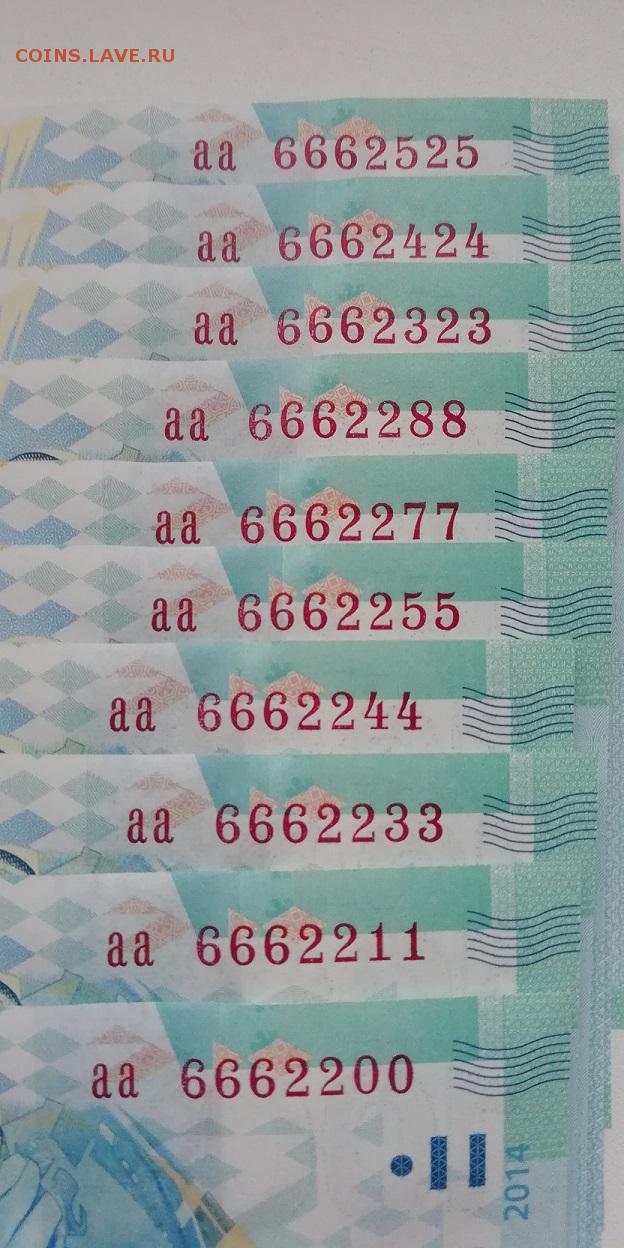 COINS.LAVE.RU
аа 6662525
аа 6662424
аа 6662323
аа 6662288
аа 6662277
аа 6662255
аа 6662244
аа 6662233
аа 6662211
аа 6662200
2014